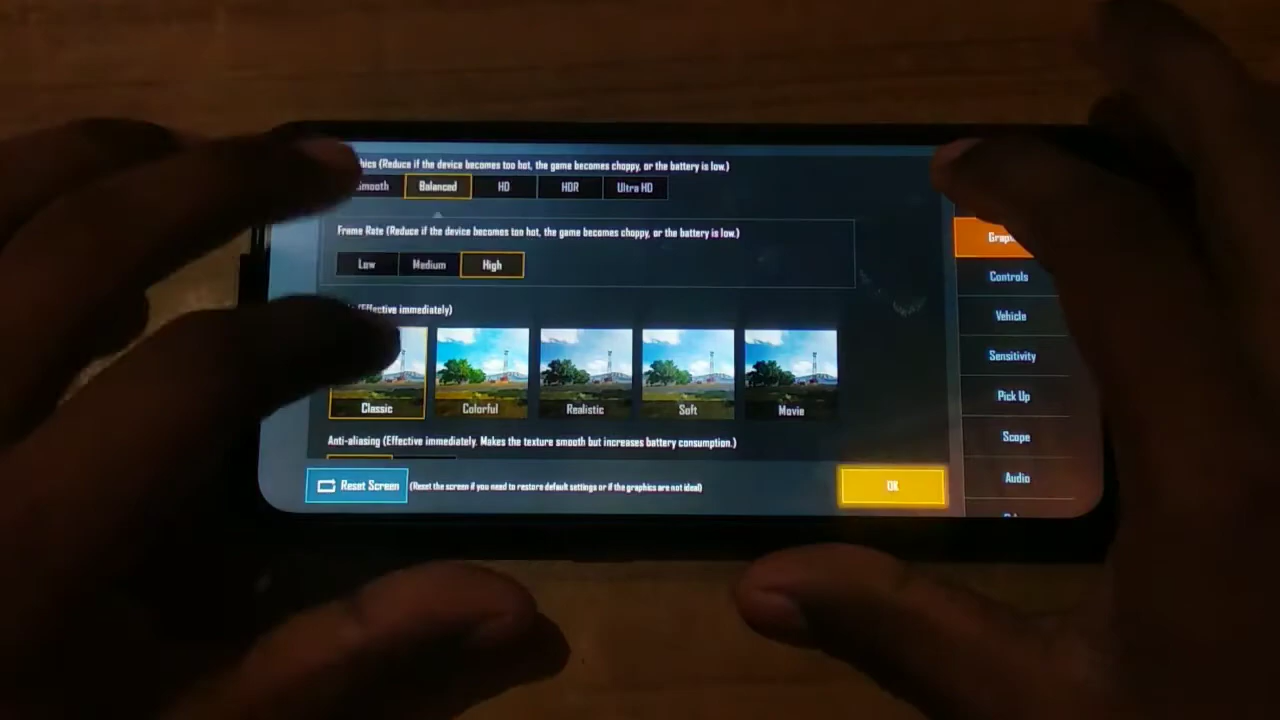 (Reduce if the device becomes too hot, the game becomes choppy, or the battery is low.)
Balanced HD HDR Ultra HD
Frame Rate (Reduce if the device becomes too hot, the game becomes choppy, or the battery is low.)
Low Medium High
(Effective immediately)
Classic Colorful Realistic Soft Movie
Anti-aliasing (Effective immediately. Makes the texture smooth but increases battery consumption.)
Reset Screen (Reset the screen if you need to restore default settings or if the graphics are not ideal)
OK
Controls
Vehicle
Sensitivity
Pick Up
Scope
Audio